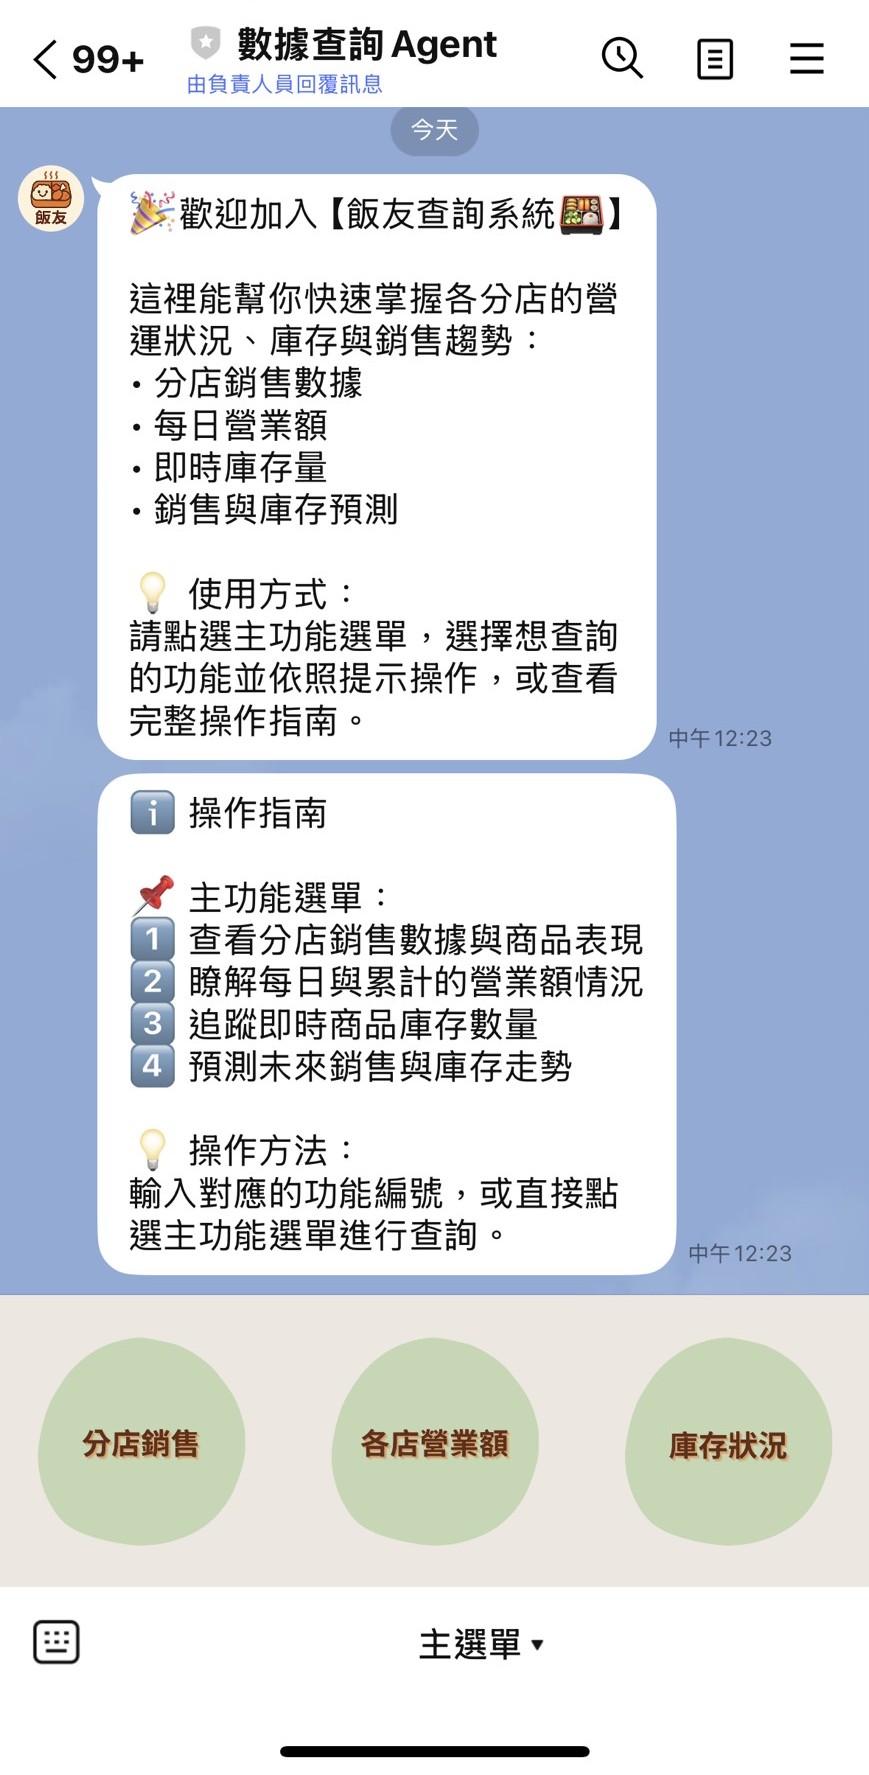 99+
數據查詢 Agent
由負責人員回覆訊息
今天
飯友
🎉歡迎加入【飯友查詢系統🍱】
這裡能幫你快速掌握各分店的營
運狀況、庫存與銷售趨勢：
• 分店銷售數據
• 每日營業額
• 即時庫存量
• 銷售與庫存預測
💡 使用方式：
請點選主功能選單，選擇想查詢
的功能並依照提示操作，或查看
完整操作指南。
中午12:23
ℹ️ 操作指南
📌 主功能選單：
1️⃣ 查看分店銷售數據與商品表現
2️⃣ 瞭解每日與累計的營業額情況
3️⃣ 追蹤即時商品庫存數量
4️⃣ 預測未來銷售與庫存走勢
💡 操作方法：
輸入對應的功能編號，或直接點
選主功能選單進行查詢。
中午12:23
分店銷售
各店營業額
庫存狀況
主選單▼